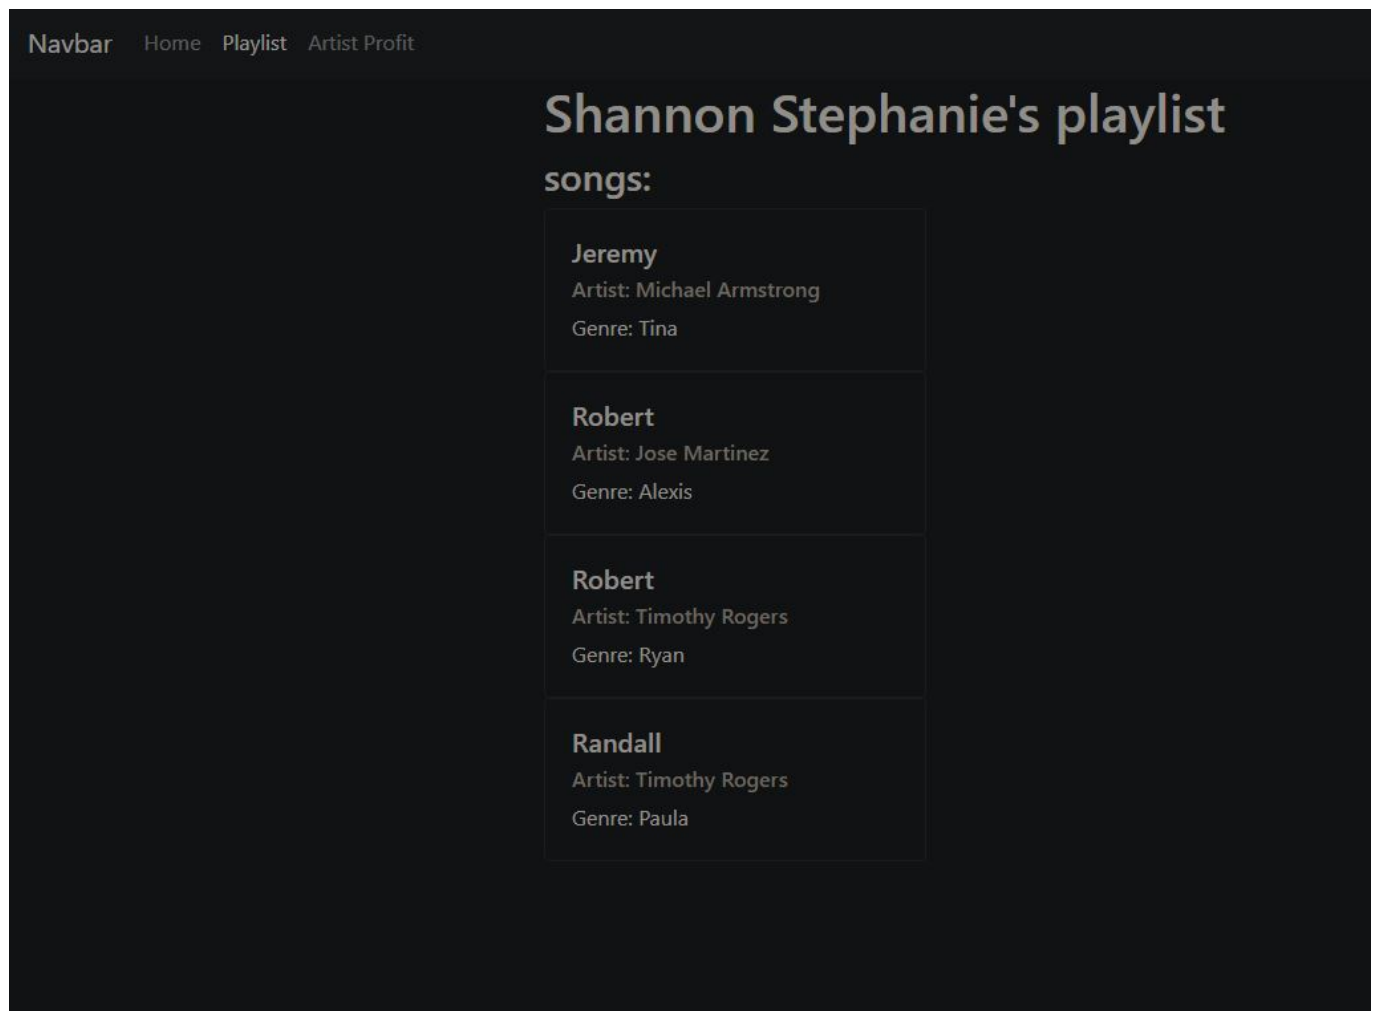 Navbar Home Playlist Artist Profit
Shannon Stephanie's playlist
songs:
Jeremy
Artist: Michael Armstrong
Genre: Tina
Robert
Artist: Jose Martinez
Genre: Alexis
Robert
Artist: Timothy Rogers
Genre: Ryan
Randall
Artist: Timothy Rogers
Genre: Paula